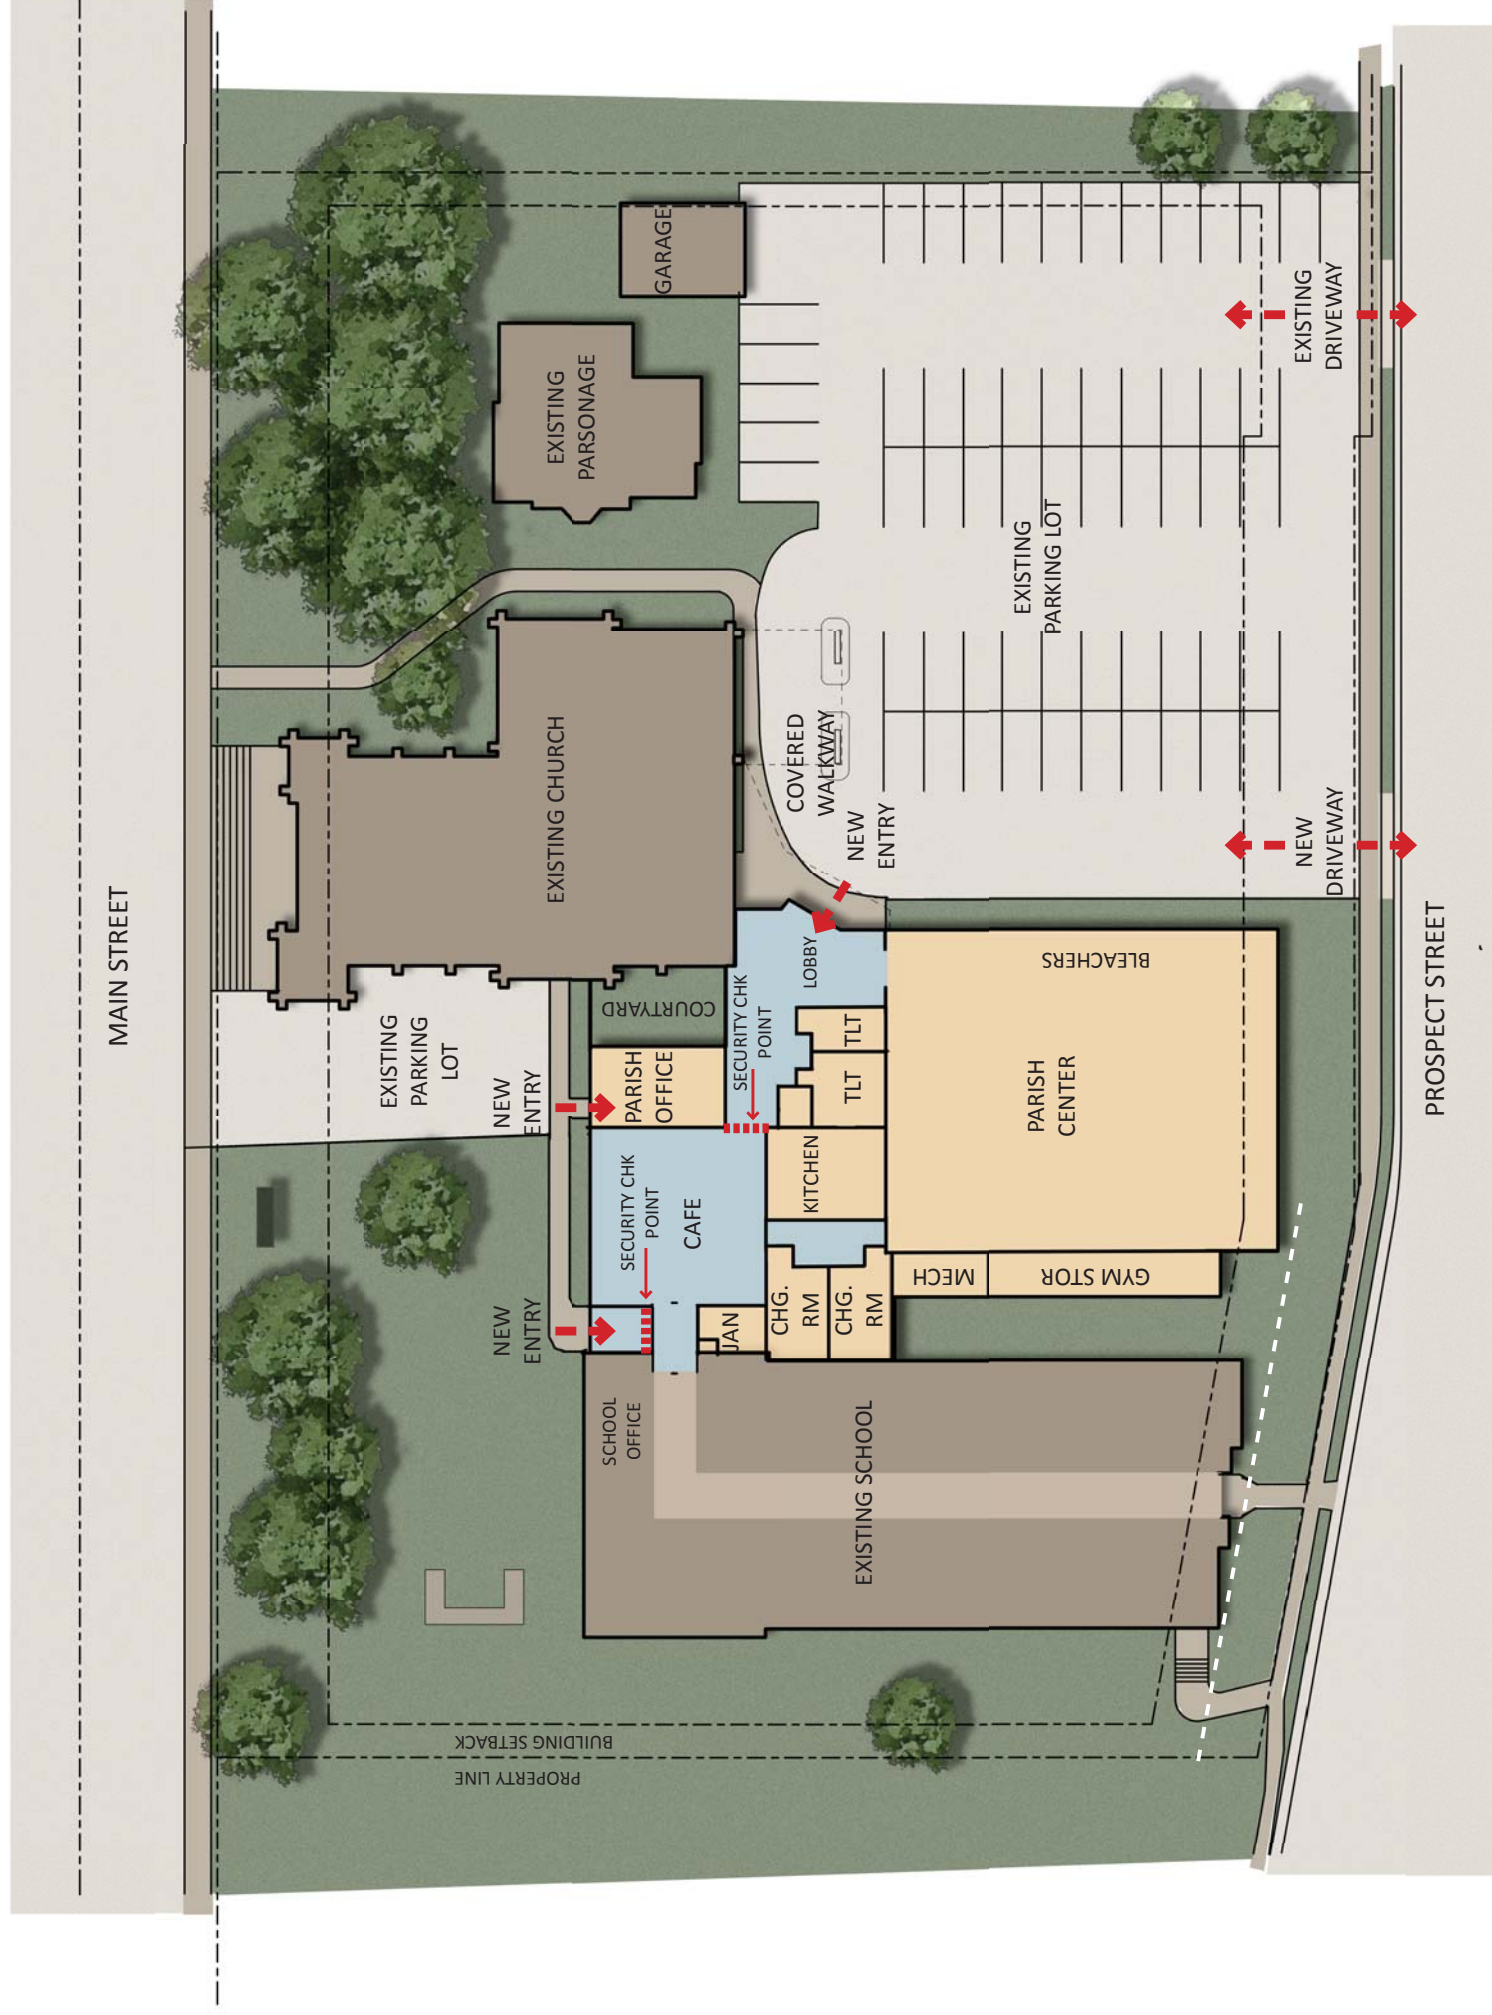 MAIN STREET
EXISTING
PARKING
LOT
NEW
ENTRY
NEW
ENTRY
EXISTING CHURCH
EXISTING
PARSONAGE
GARAGE
COURTYARD
PARISH
OFFICE
SECURITY CHK
POINT
CAFE
SECURITY CHK
POINT
LOBBY
TLT
TLT
KITCHEN
JAN
CHG.
RM
CHG.
RM
MECH
GYM STOR
PARISH
CENTER
BLEACHERS
COVERED
WALKWAY
NEW
ENTRY
EXISTING
PARKING LOT
EXISTING
DRIVEWAY
NEW
DRIVEWAY
SCHOOL
OFFICE
EXISTING SCHOOL
BUILDING SETBACK
PROPERTY LINE
PROSPECT STREET